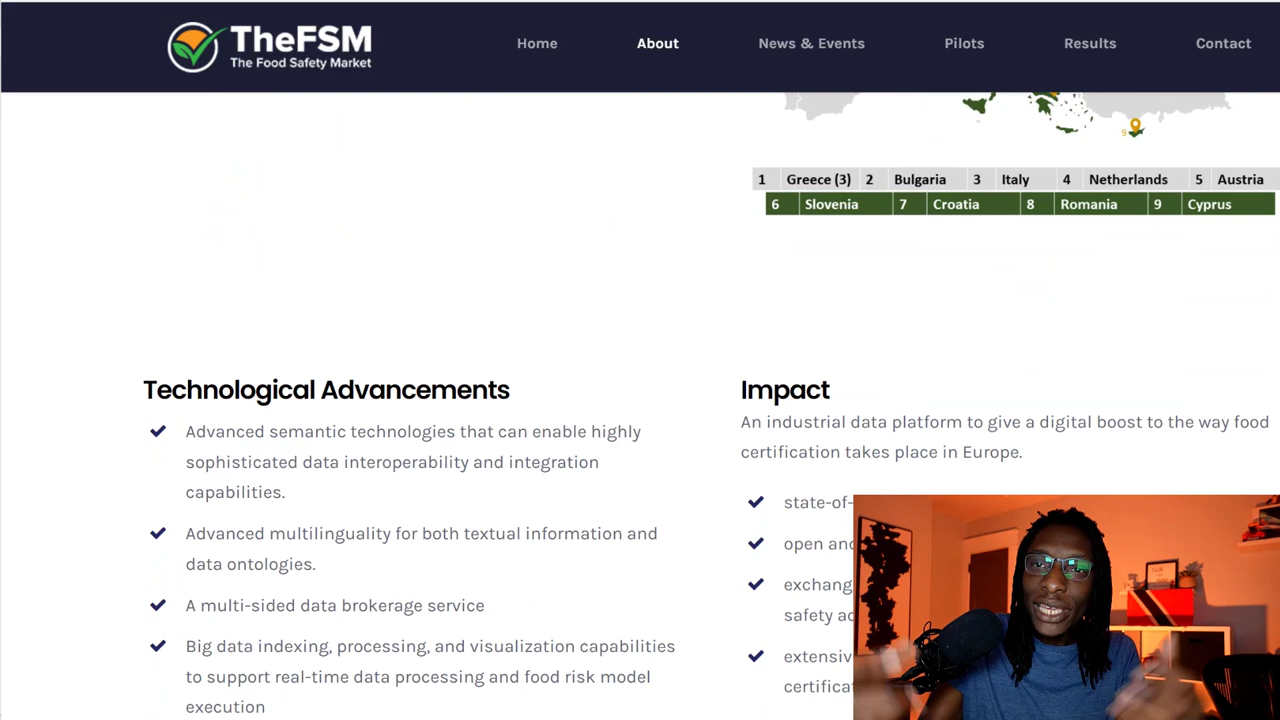 TheFSM
The Food Safety Market
Home
About
News & Events
Pilots
Results
Contact
9
1 Greece (3) 2 Bulgaria 3 Italy 4 Netherlands 5 Austria
6 Slovenia 7 Croatia 8 Romania 9 Cyprus
Technological Advancements
Advanced semantic technologies that can enable highly
sophisticated data interoperability and integration
capabilities.
Advanced multilinguality for both textual information and
data ontologies.
A multi-sided data brokerage service
Big data indexing, processing, and visualization capabilities
to support real-time data processing and food risk model
execution
Impact
An industrial data platform to give a digital boost to the way food
certification takes place in Europe.
state-of-
open and
exchang
safety ac
extensiv
certificat